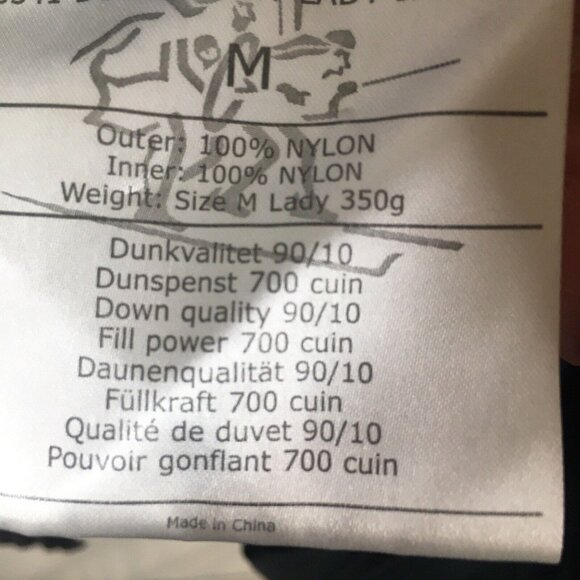 M
Outer: 100% NYLON
Inner: 100% NYLON
Weight: Size M Lady 350g
Dunkvalitet 90/10
Dunspenst 700 cuin
Down quality 90/10
Fill power 700 cuin
Daunenqualität 90/10
Füllkraft 700 cuin
Qualité de duvet 90/10
Pouvoir gonflant 700 cuin
Made in China